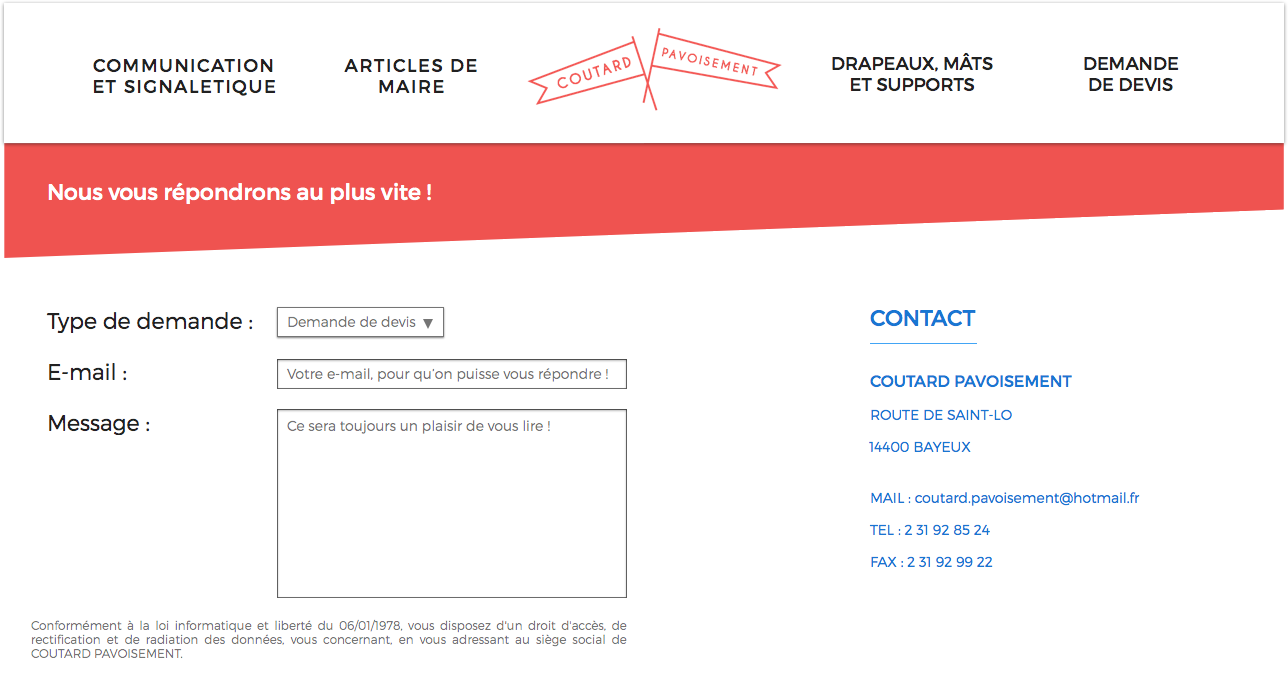 COMMUNICATION
ET SIGNALETIQUE
ARTICLES DE
MAIRE
COUTARD
PAVOISEMENT
DRAPEAUX, MÂTS
ET SUPPORTS
DEMANDE
DE DEVIS
Nous vous répondrons au plus vite !
Type de demande :
Demande de devis ▼
E-mail :
Votre e-mail, pour qu'on puisse vous répondre !
Message :
Ce sera toujours un plaisir de vous lire !
Conformément à la loi informatique et liberté du 06/01/1978, vous disposez d'un droit d'accès, de
rectification et de radiation des données, vous concernant, en vous adressant au siège social de
COUTARD PAVOISEMENT.
CONTACT
COUTARD PAVOISEMENT
ROUTE DE SAINT-LO
14400 BAYEUX
MAIL : coutard.pavoisement@hotmail.fr
TEL : 2 31 92 85 24
FAX : 2 31 92 99 22